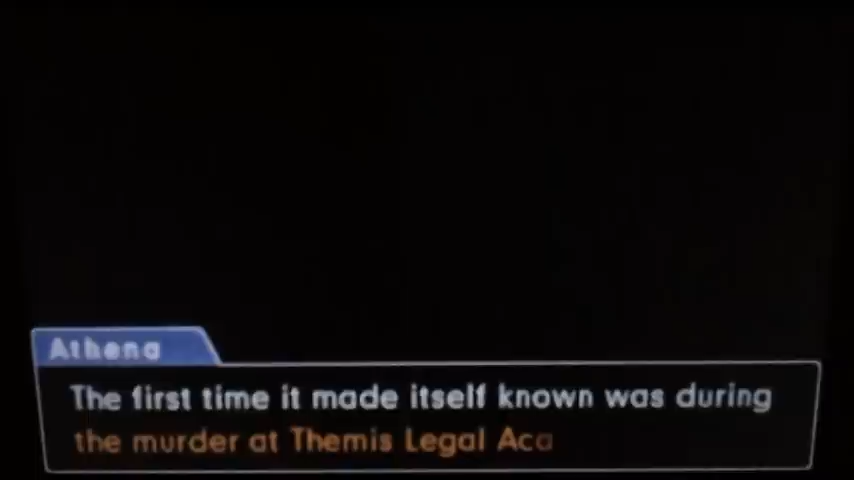 Athena
The first time it made itself known was during
the murder at Themis Legal Aca